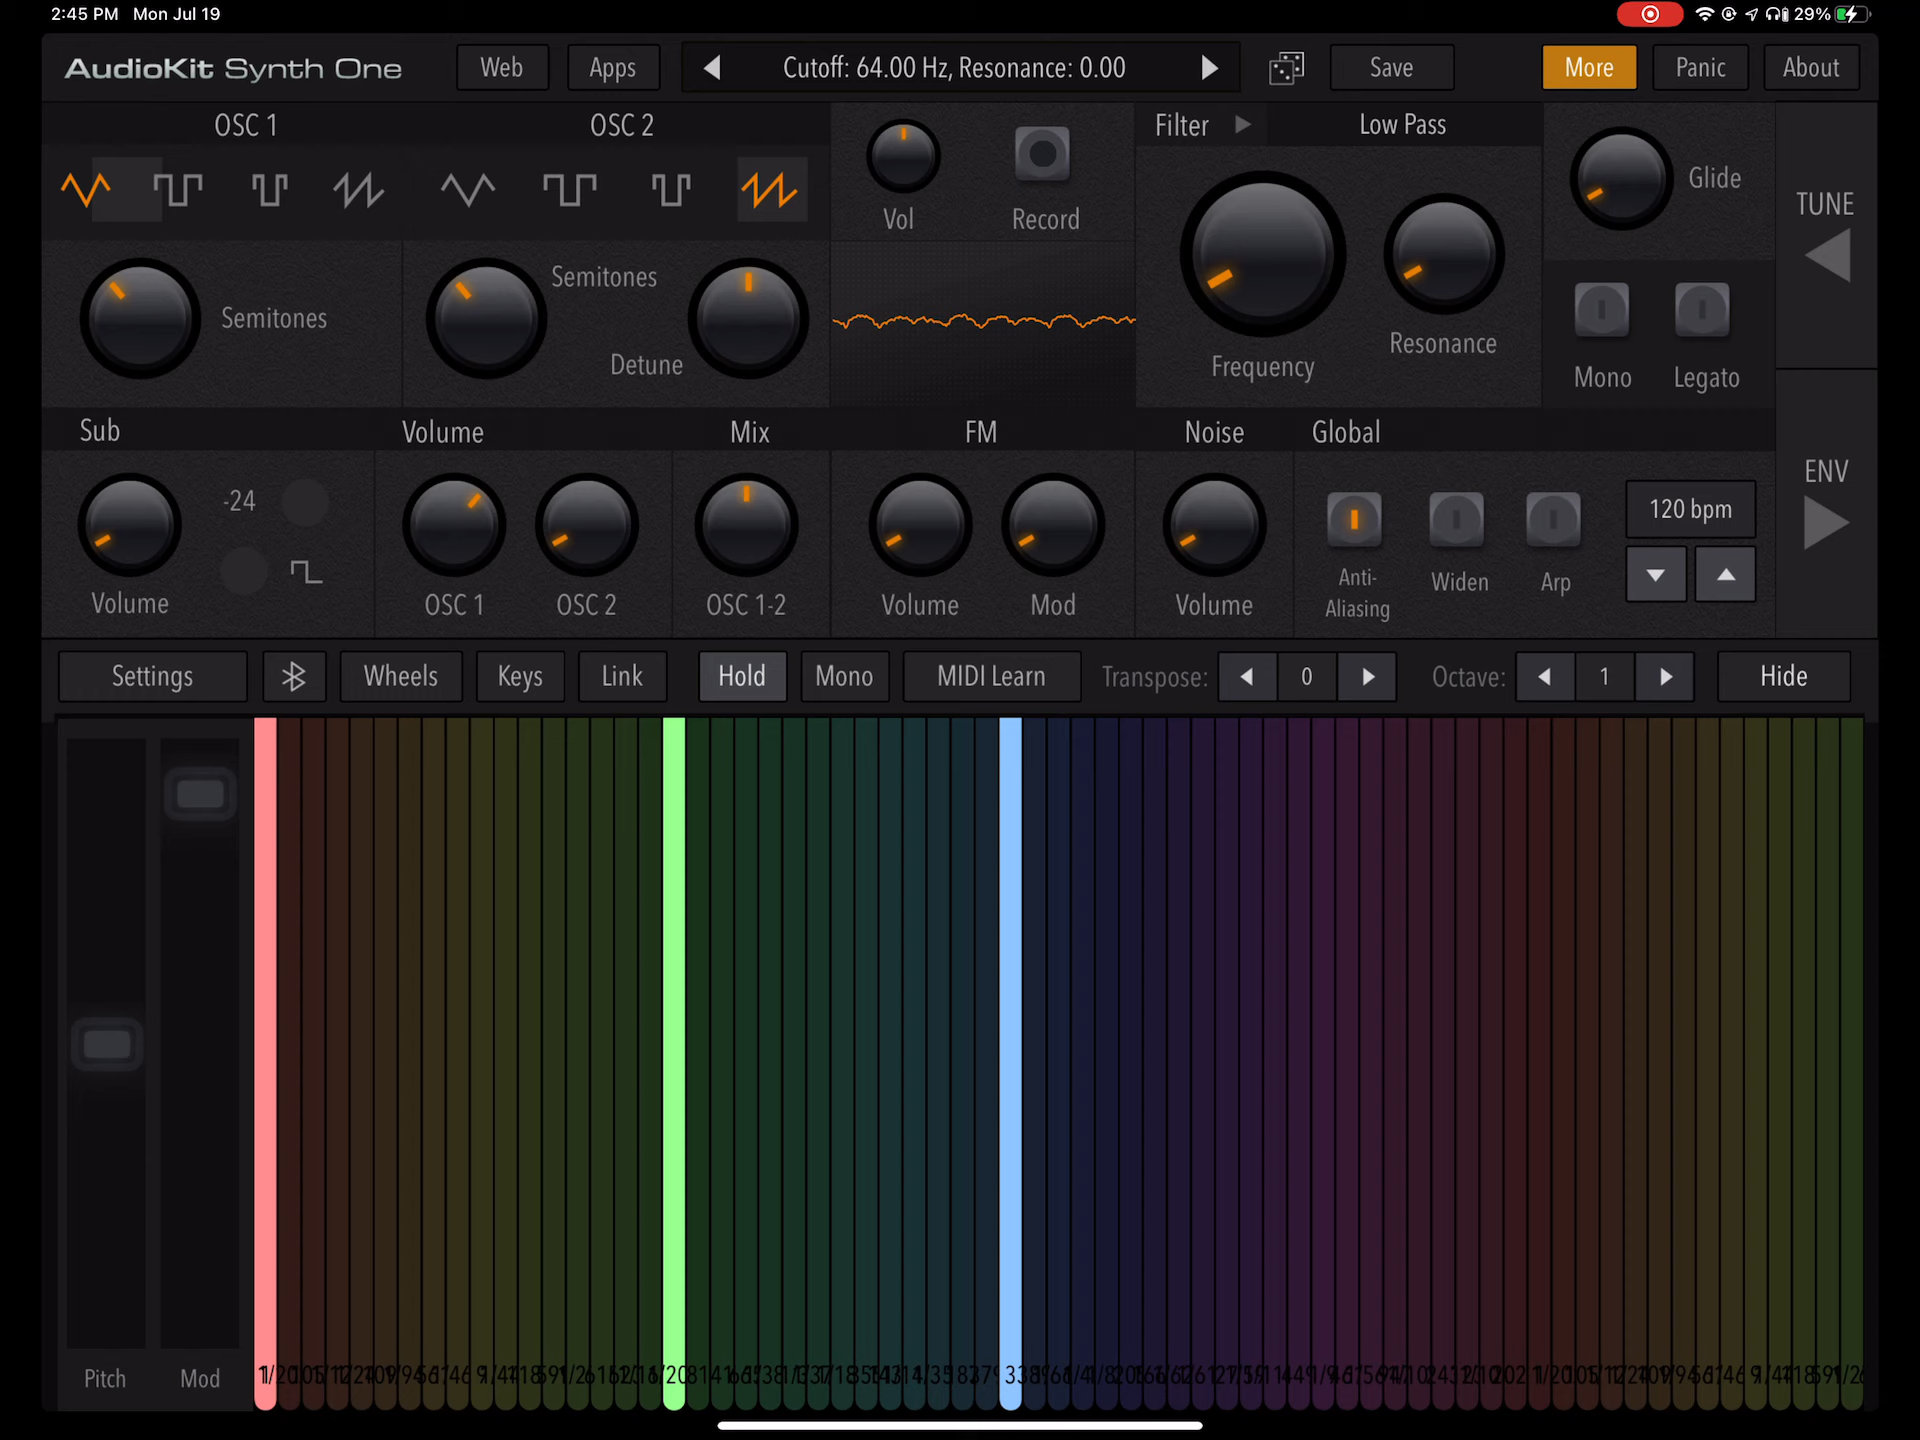 2:45 PM Mon Jul 19
29%
AudioKit Synth One
Web
Apps
Cutoff: 64.00 Hz, Resonance: 0.00
Save
More
Panic
About
OSC 1
OSC 2
Vol
Record
Filter
Low Pass
Glide
TUNE
Semitones
Semitones
Detune
Frequency
Resonance
Mono
Legato
Sub
Volume
Mix
FM
Noise
Global
ENV
-24
120 bpm
Volume
OSC 1
OSC 2
OSC 1-2
Volume
Mod
Volume
Anti-
Aliasing
Widen
Arp
Settings
Wheels
Keys
Link
Hold
Mono
MIDI Learn
Transpose:
0
Octave:
1
Hide
Pitch
Mod